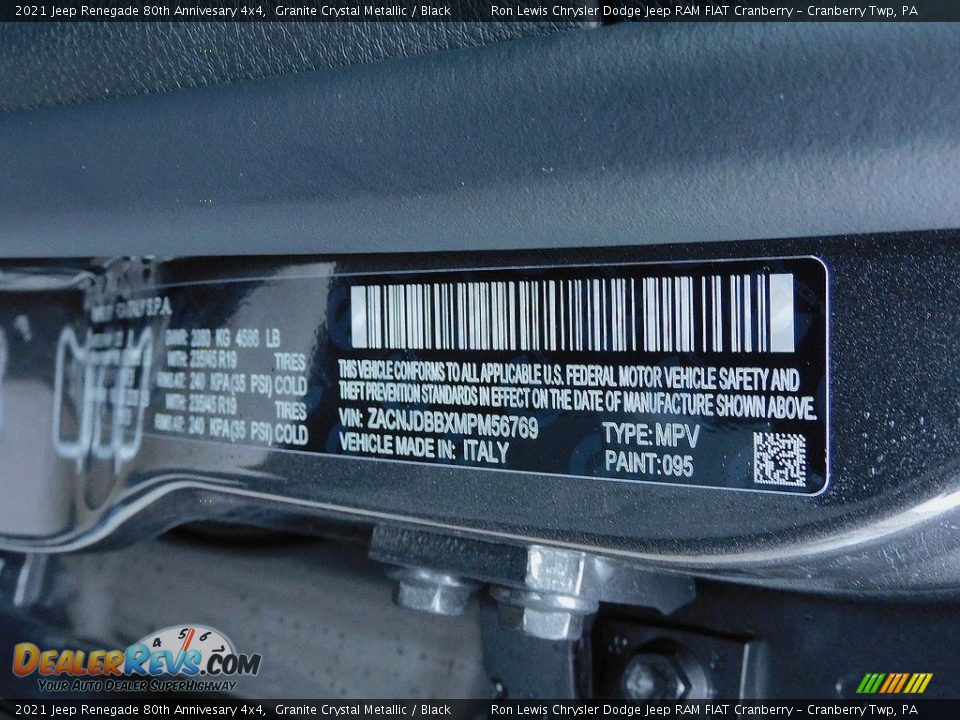 2021 Jeep Renegade 80th Annivesary 4x4, Granite Crystal Metallic / Black Ron Lewis Chrysler Dodge Jeep RAM FIAT Cranberry - Cranberry Twp, PA
KG 4586 LB
R19 TIRES
240 KPA(35 PSI) COLD
R19 TIRES
240 KPA(35 PSI) COLD
THIS VEHICLE CONFORMS TO ALL APPLICABLE U.S. FEDERAL MOTOR VEHICLE SAFETY AND
THEFT PREVENTION STANDARDS IN EFFECT ON THE DATE OF MANUFACTURE SHOWN ABOVE.
VIN: ZACNJDBBXMPM56769 TYPE: MPV
VEHICLE MADE IN: ITALY PAINT: 095
4 5 6
DealerRevs.com
Your Auto Dealer SuperHighway
2021 Jeep Renegade 80th Annivesary 4x4, Granite Crystal Metallic / Black Ron Lewis Chrysler Dodge Jeep RAM FIAT Cranberry - Cranberry Twp, PA